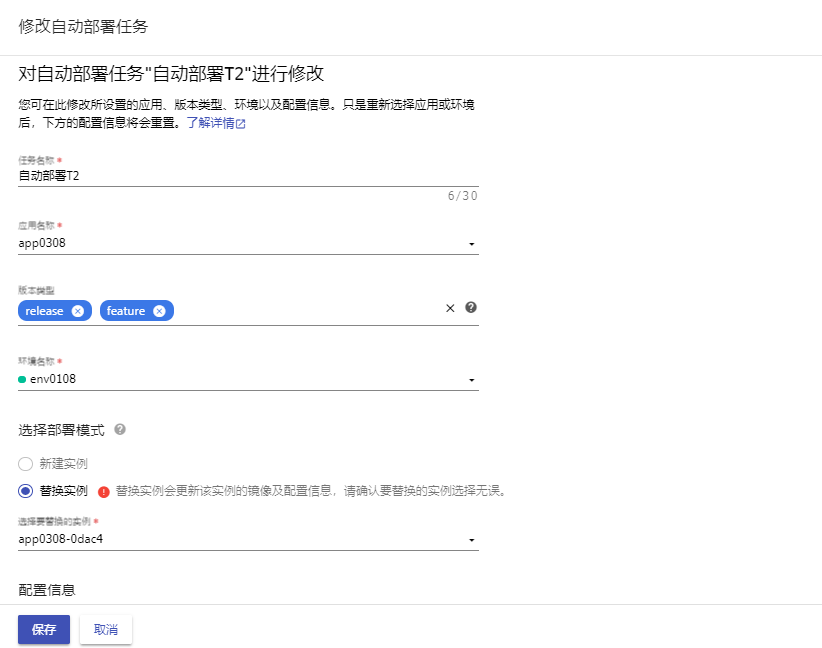 修改自动部署任务
对自动部署任务"自动部署T2"进行修改
您可在此修改所设置的应用、版本类型、环境以及配置信息。只是重新选择应用或环境
后，下方的配置信息将会重置。了解详情
任务名称 *
自动部署T2
6/30
应用名称 *
app0308
版本类型
release
feature
环境名称 *
env0108
选择部署模式
新建实例
替换实例 替换实例会更新该实例的镜像及配置信息，请确认要替换的实例选择无误。
选择要替换的实例 *
app0308-0dac4
配置信息
保存 取消